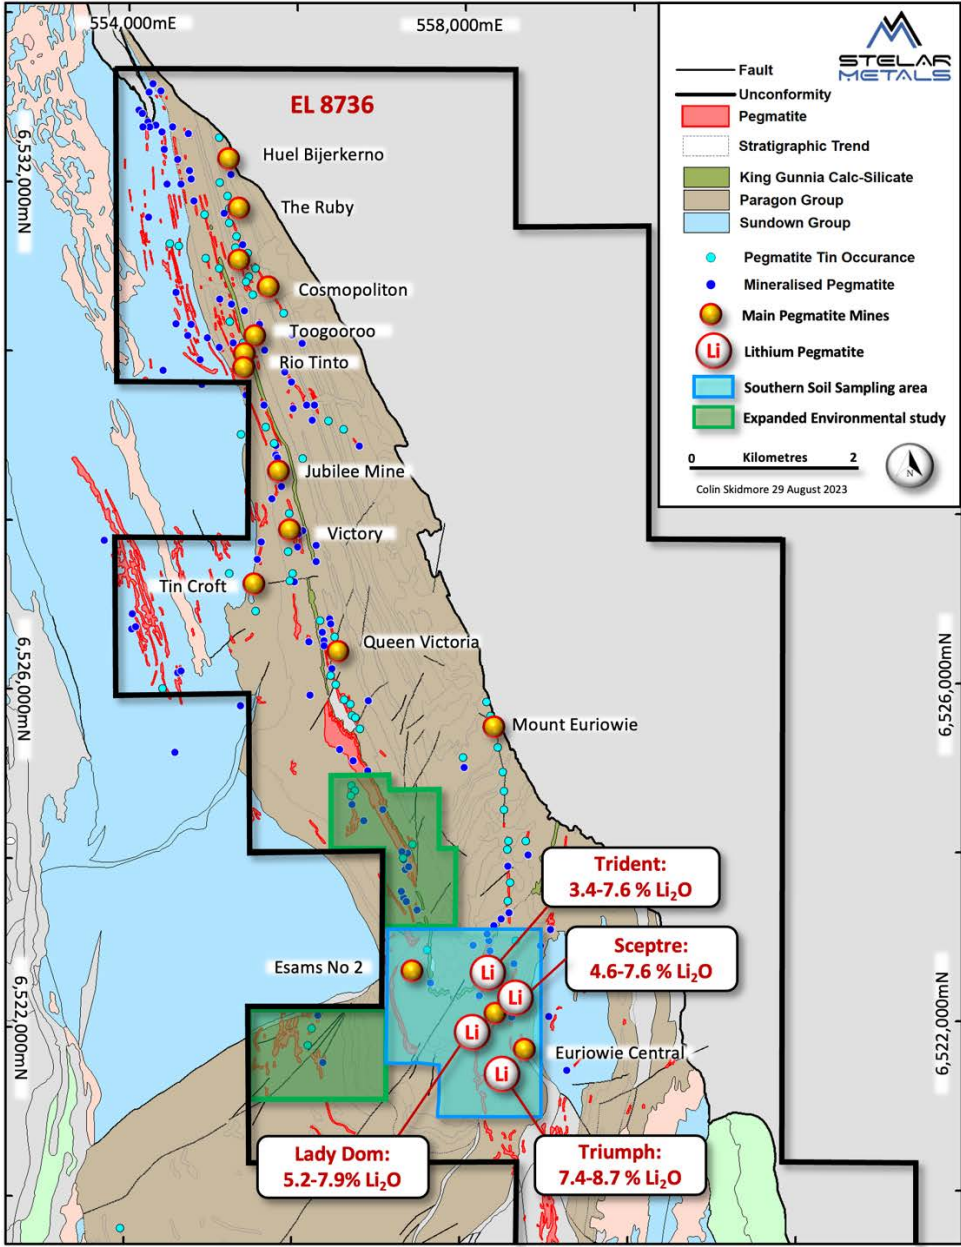 554,000mE
558,000mE
STELAR
METALS
Fault
Unconformity
Pegmatite
Stratigraphic Trend
King Gunnia Calc-Silicate
Paragon Group
Sundown Group
Pegmatite Tin Occurance
Mineralised Pegmatite
Main Pegmatite Mines
Li
Lithium Pegmatite
Southern Soil Sampling area
Expanded Environmental study
0 Kilometres 2
N
Colin Skidmore 29 August 2023
EL 8736
6,532,000mN
Huel Bijerkerno
The Ruby
Cosmopoliton
Toogooroo
Rio Tinto
Jubilee Mine
Victory
Tin Croft
Queen Victoria
6,526,000mN
6,526,000mN
Mount Euriowie
Trident:
3.4-7.6 % Li₂O
Sceptre:
4.6-7.6 % Li₂O
Esams No 2
Li
Li
Li
Li
6,522,000mN
6,522,000mN
Euriowie Central
Lady Dom:
5.2-7.9% Li₂O
Triumph:
7.4-8.7 % Li₂O